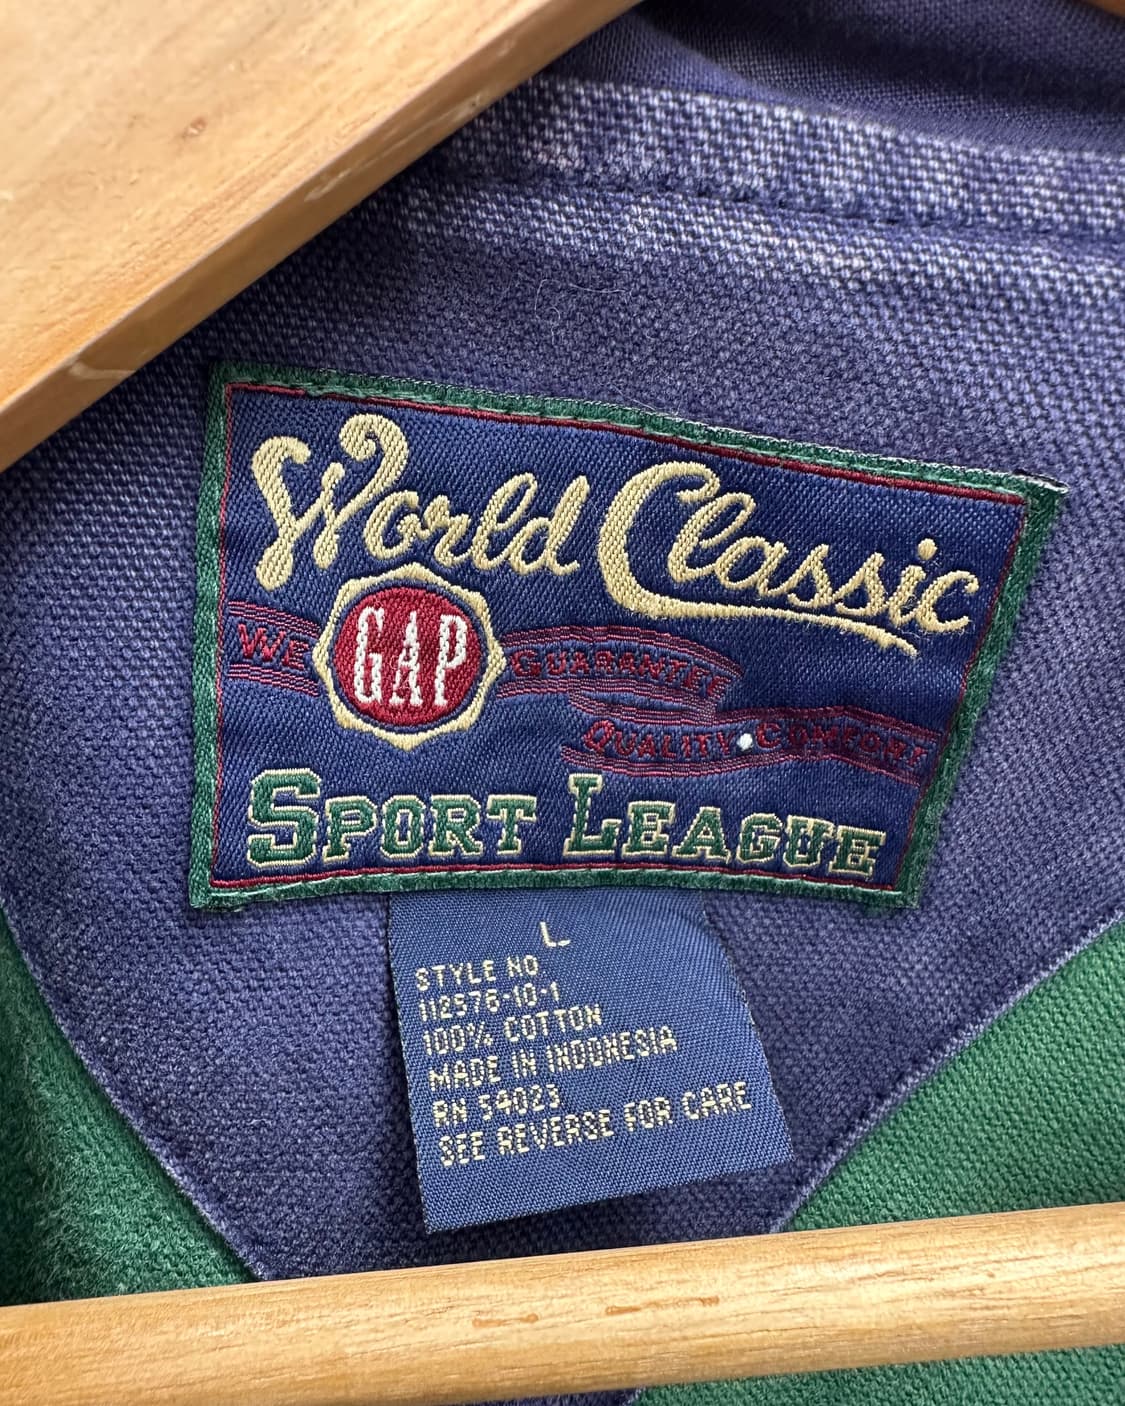 World Classic
WE GAP GUARANTEE
QUALITY • COMFORT
SPORT LEAGUE
L
STYLE NO
112576-10-1
100% COTTON
MADE IN INDONESIA
RN 54023
SEE REVERSE FOR CARE